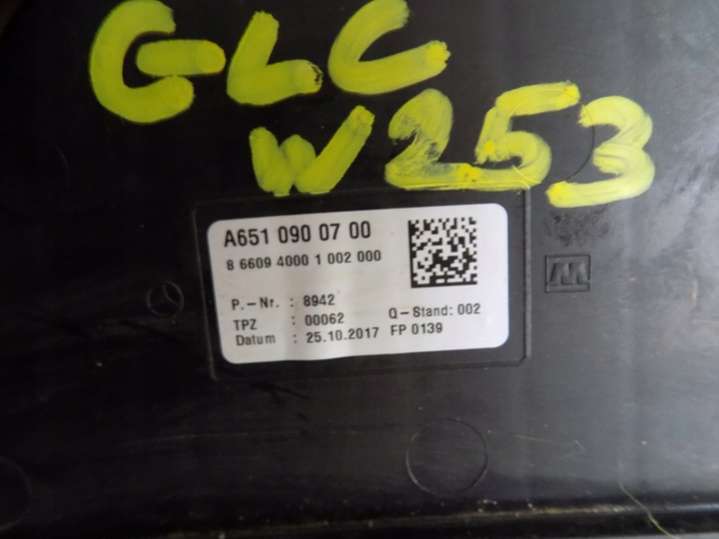 GLC
W253
A651 090 07 00
8 6609 4000 1 002 000
P.-Nr. : 8942
TPZ : 00062 Q-Stand: 002
Datum : 25.10.2017 FP 0139